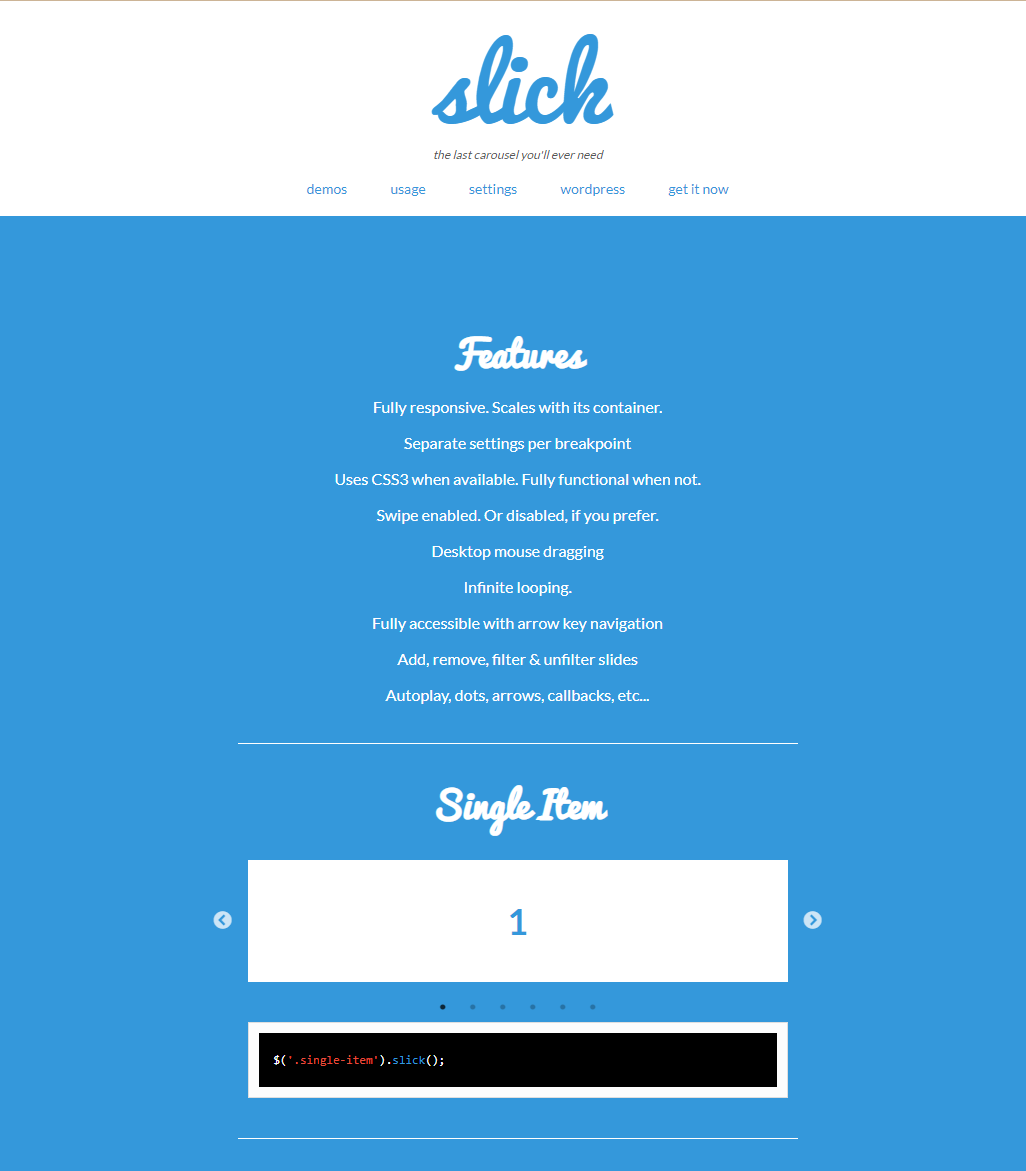 slick
the last carousel you'll ever need
demos usage settings wordpress get it now
Features
Fully responsive. Scales with its container.
Separate settings per breakpoint
Uses CSS3 when available. Fully functional when not.
Swipe enabled. Or disabled, if you prefer.
Desktop mouse dragging
Infinite looping.
Fully accessible with arrow key navigation
Add, remove, filter & unfilter slides
Autoplay, dots, arrows, callbacks, etc...
Single Item
1
$('.single-item').slick();